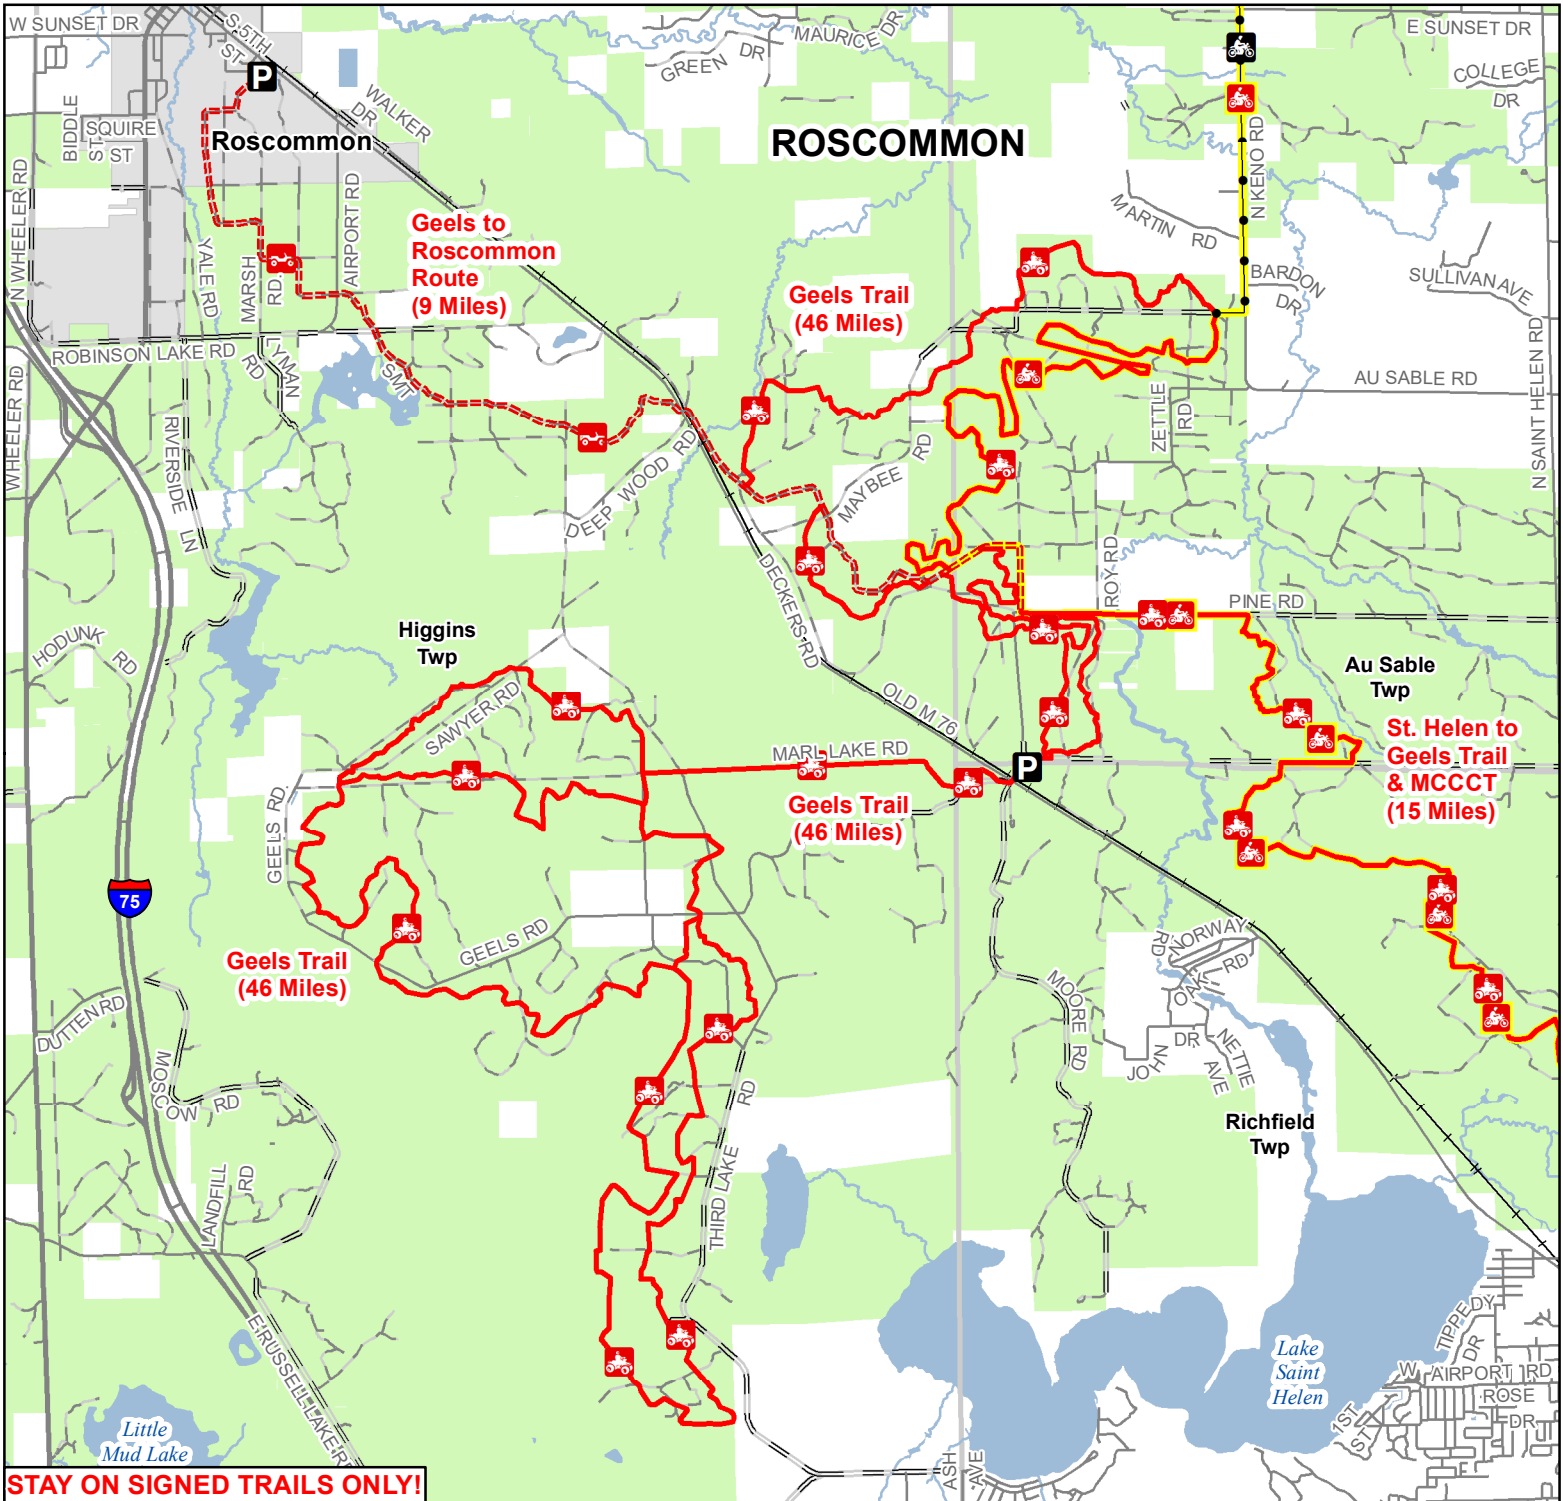 W SUNSET DR
S 5TH
ST
P
BIDDLE
ST
SQUIRE
ST
Roscommon
WALKER
DR
GREEN DR
MAURICE DR
ROSCOMMON
E SUNSET DR
COLLEGE
DR
N KENO RD
MARTIN RD
BARDON
DR
SULLIVAN AVE
N WHEELER RD
YALE RD
MARSH
RD
AIRPORT RD
Geels to
Roscommon
Route
(9 Miles)
Geels Trail
(46 Miles)
ROBINSON LAKE RD
LYMAN
RD
SMT
AU SABLE RD
N SAINT HELEN RD
ZETTLE
RD
WHEELER RD
RIVERSIDE LN
DEEP WOOD RD
MAYBEE RD
DECKERS RD
ROY RD
PINE RD
HODUNK
RD
Higgins
Twp
Au Sable
Twp
SAWYER RD
OLD M 76
MARL LAKE RD
P
St. Helen to
Geels Trail
& MCCCT
(15 Miles)
Geels Trail
(46 Miles)
GEELS RD
75
GEELS RD
Geels Trail
(46 Miles)
NORWAY
RD
OAK RD
MOORE RD
JOHN DR
NETTIE
AVE
DUTTEN RD
MOSCOW RD
Richfield
Twp
THIRD LAKE RD
LANDFILL
RD
E RUSSELL LAKE RD
Lake
Saint
Helen
TIPPEDY
DR
W AIRPORT RD
ROSE
DR
1ST
ST
Little
Mud Lake
ASH
AVE
STAY ON SIGNED TRAILS ONLY!